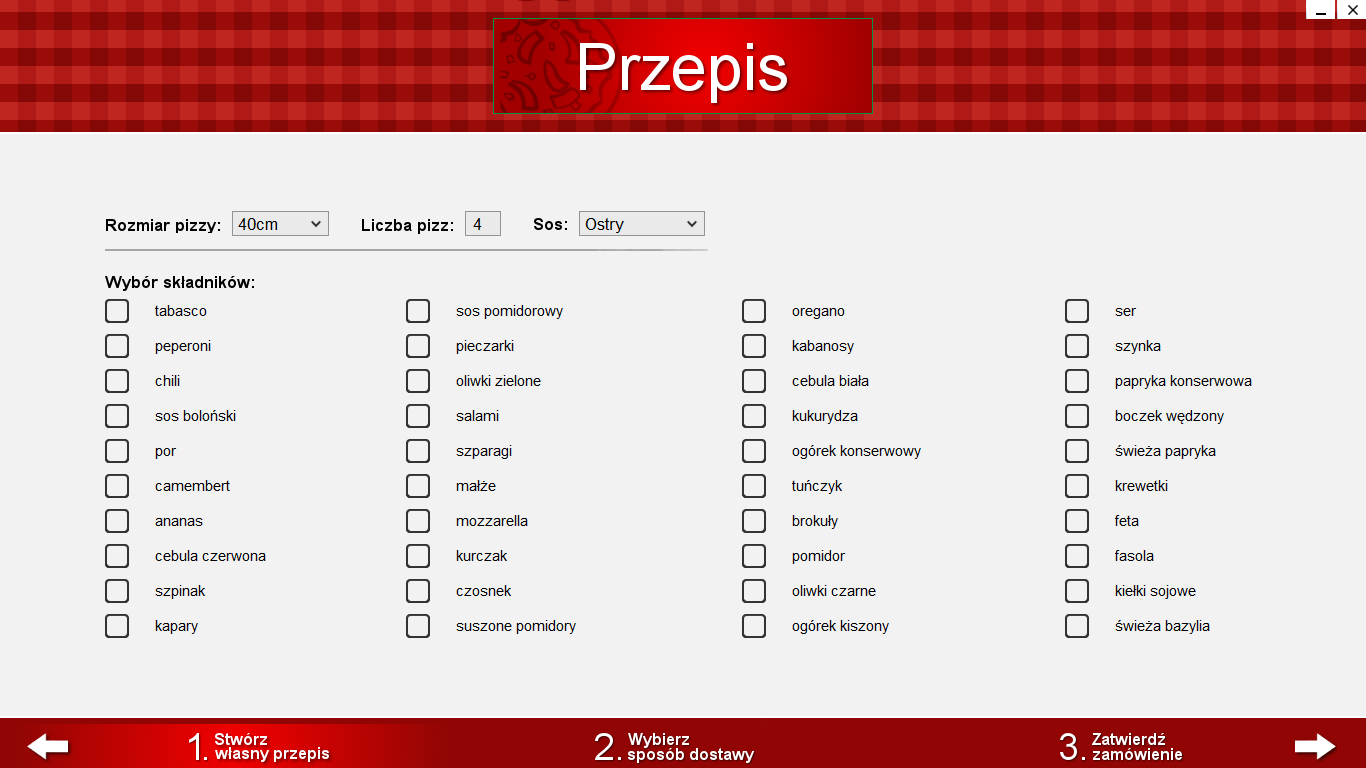 Przepis
Rozmiar pizzy: 40cm Liczba pizz: 4 Sos: Ostry
Wybór składników:
tabasco sos pomidorowy oregano ser
peperoni pieczarki kabanosy szynka
chili oliwki zielone cebula biała papryka konserwowa
sos boloński salami kukurydza boczek wędzony
por szparagi ogórek konserwowy świeża papryka
camembert małże tuńczyk krewetki
ananas mozzarella brokuły feta
cebula czerwona kurczak pomidor fasola
szpinak czosnek oliwki czarne kiełki sojowe
kapary suszone pomidory ogórek kiszony świeża bazylia
1. Stwórz
własny przepis
2. Wybierz
sposób dostawy
3. Zatwierdź
zamówienie